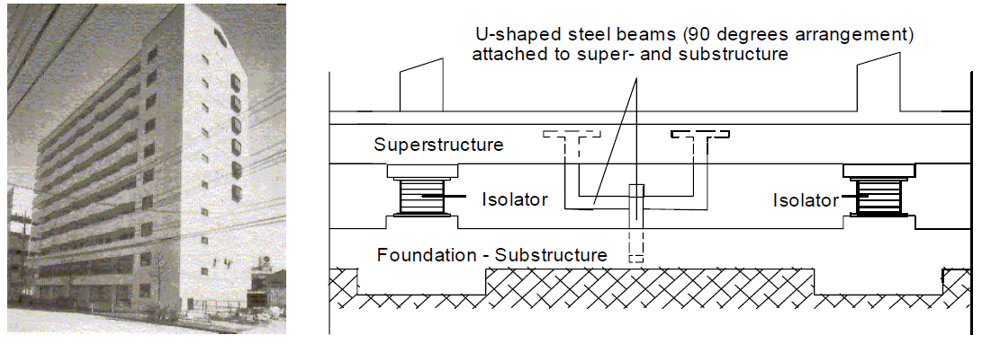 U-shaped steel beams (90 degrees arrangement)
attached to super- and substructure
Superstructure
Isolator
Isolator
Foundation - Substructure